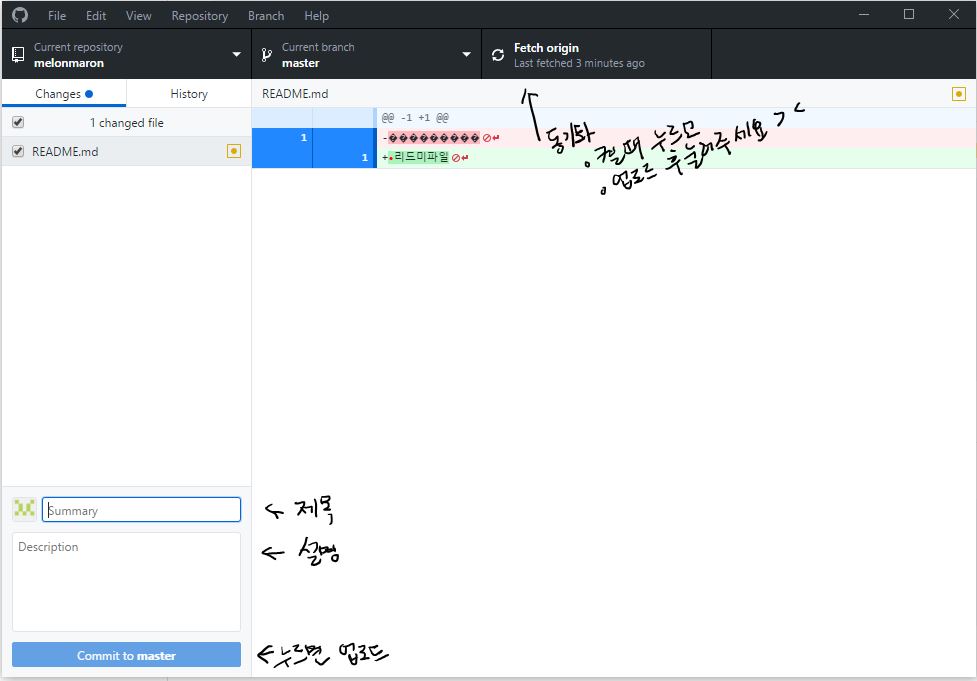 File Edit View Repository Branch Help
Current repository
melonmaron
Current branch
master
Fetch origin
Last fetched 3 minutes ago
Changes
History
README.md
1 changed file
@@ -1 +1 @@
README.md
1 -����������
1 +리드미파일
동기화
켤때 누르고
업로드 후 눌러주세요 > <
Summary
← 제목
Description
← 설명
Commit to master
← 누르면 업로드